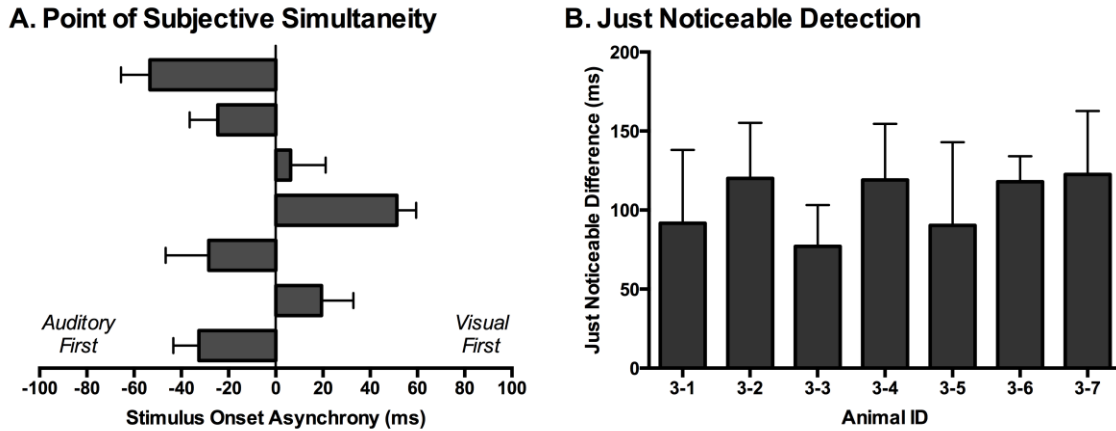 A. Point of Subjective Simultaneity
Auditory
First
Visual
First
-100 -80 -60 -40 -20 0 20 40 60 80 100
Stimulus Onset Asynchrony (ms)
B. Just Noticeable Detection
Just Noticeable Difference (ms)
200
150
100
50
0
3-1 3-2 3-3 3-4 3-5 3-6 3-7
Animal ID